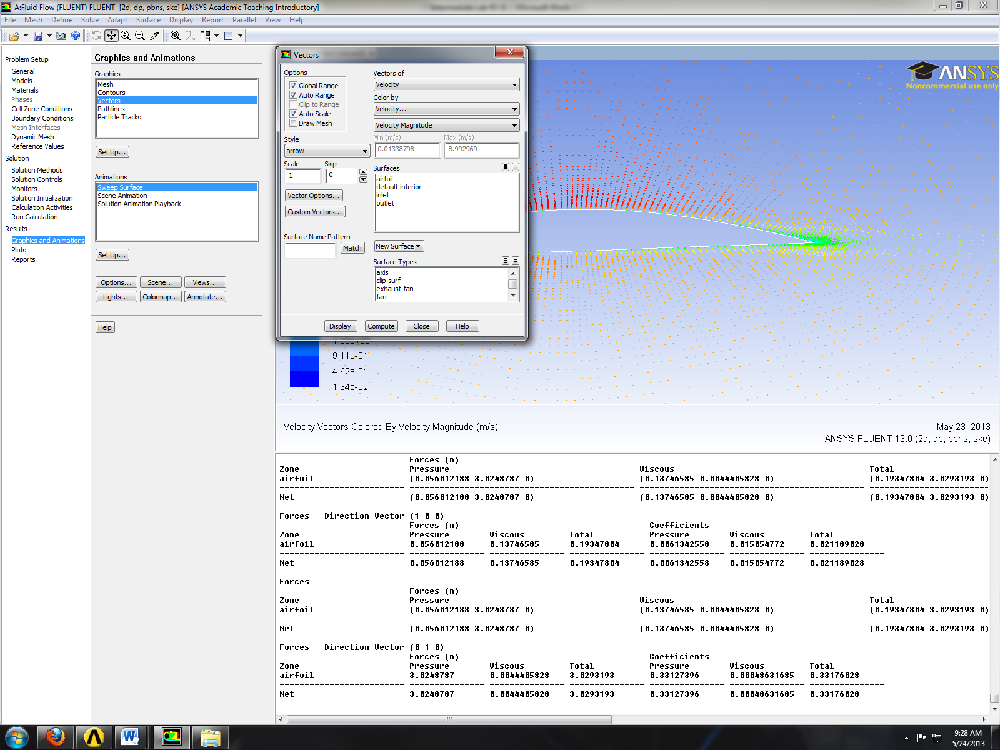 A:Fluid Flow (FLUENT) FLUENT [2d, dp, pbns, ske] [ANSYS Academic Teaching Introductory]
File Mesh Define Solve Adapt Surface Display Report Parallel View Help
Problem Setup
General
Models
Materials
Phases
Cell Zone Conditions
Boundary Conditions
Mesh Interfaces
Dynamic Mesh
Reference Values
Solution
Solution Methods
Solution Controls
Monitors
Solution Initialization
Calculation Activities
Run Calculation
Results
Graphics and Animations
Plots
Reports
Graphics and Animations
Graphics
Mesh
Contours
Vectors
Pathlines
Particle Tracks
Set Up...
Animations
Sweep Surface
Scene Animation
Solution Animation Playback
Set Up...
Options... Scene... Views...
Lights... Colormap... Annotate...
Help
Vectors
Options
Global Range
Auto Range
Clip to Range
Auto Scale
Draw Mesh
Style
arrow
Scale Skip
1 0
Vector Options...
Custom Vectors...
Surface Name Pattern
Match
Vectors of
Velocity
Color by
Velocity...
Velocity Magnitude
Min (m/s) Max (m/s)
0.01338798 8.992969
Surfaces
airfoil
default-interior
inlet
outlet
New Surface
Surface Types
axis
clip-surf
exhaust-fan
fan
Display Compute Close Help
ANSYS
Noncommercial use only
9.11e-01
4.62e-01
1.34e-02
Velocity Vectors Colored By Velocity Magnitude (m/s)
May 23, 2013
ANSYS FLUENT 13.0 (2d, dp, pbns, ske)
Forces (n)
Zone Pressure Viscous Total
airfoil (0.056012188 3.0248787 0) (0.13746585 0.0044405828 0) (0.19347804 3.0293193 0)
Net (0.056012188 3.0248787 0) (0.13746585 0.0044405828 0) (0.19347804 3.0293193 0)
Forces - Direction Vector (1 0 0)
Forces (n) Coefficients
Zone Pressure Viscous Total Pressure Viscous Total
airfoil 0.056012188 0.13746585 0.19347804 0.0061342558 0.015054772 0.021189028
Net 0.056012188 0.13746585 0.19347804 0.0061342558 0.015054772 0.021189028
Forces
Forces (n)
Zone Pressure Viscous Total
airfoil (0.056012188 3.0248787 0) (0.13746585 0.0044405828 0) (0.19347804 3.0293193 0)
Net (0.056012188 3.0248787 0) (0.13746585 0.0044405828 0) (0.19347804 3.0293193 0)
Forces - Direction Vector (0 1 0)
Forces (n) Coefficients
Zone Pressure Viscous Total Pressure Viscous Total
airfoil 3.0248787 0.0044405828 3.0293193 0.33127396 0.00048631685 0.33176028
Net 3.0248787 0.0044405828 3.0293193 0.33127396 0.00048631685 0.33176028
9:28 AM
5/24/2013